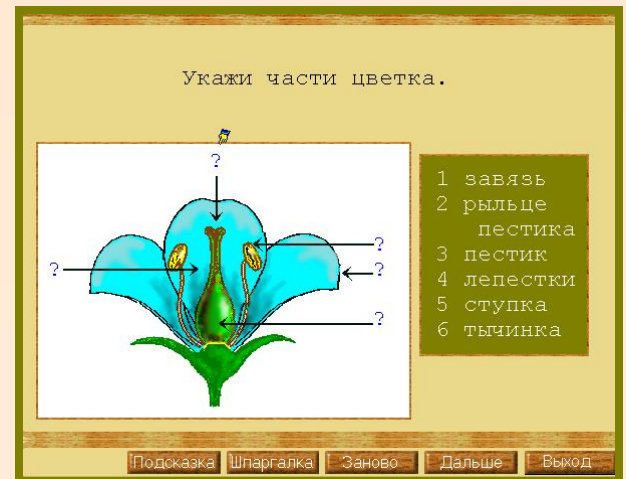 Укажи части цветка.
?
?
?
?
?
1 завязь
2 рыльце
пестика
3 пестик
4 лепестки
5 ступка
6 тычинка
Подсказка Шпаргалка Заново Дальше Выход